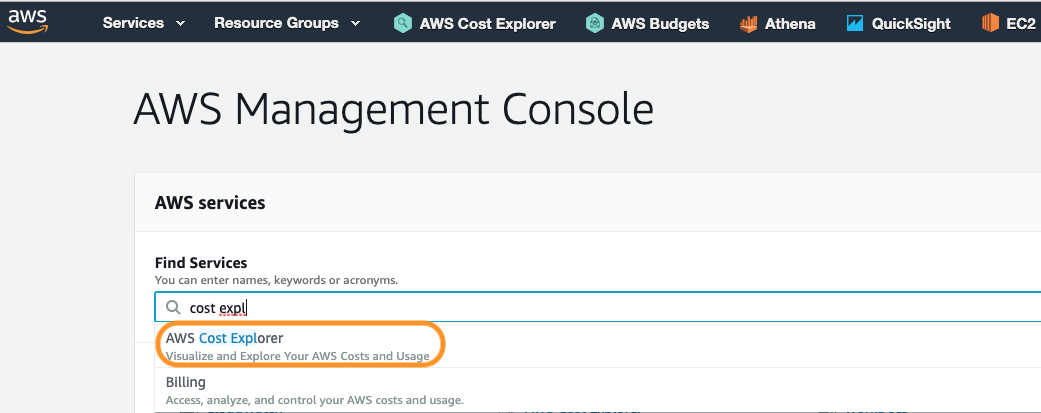 aws Services Resource Groups AWS Cost Explorer AWS Budgets Athena QuickSight EC2
AWS Management Console
AWS services
Find Services
You can enter names, keywords or acronyms.
cost expl
AWS Cost Explorer
Visualize and Explore Your AWS Costs and Usage
Billing
Access, analyze, and control your AWS costs and usage.